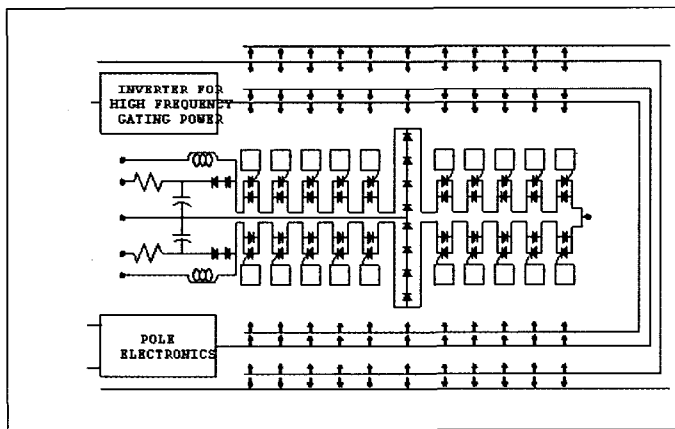 INVERTER FOR
HIGH FREQUENCY
GATING POWER
POLE
ELECTRONICS